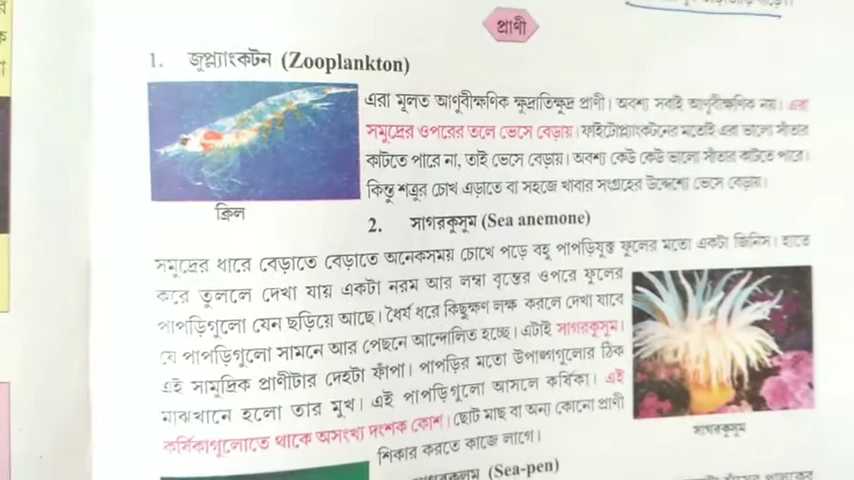 প্রাণী
1. জুপ্ল্যাংকটন (Zooplankton)
এরা মূলত আণুবীক্ষণিক ক্ষুদ্রাতিক্ষুদ্র প্রাণী। অবশ্য সবাই আণুবীক্ষণিক নয়। এরা
সমুদ্রের ওপরের তলে ভেসে বেড়ায়। ফাইটোপ্ল্যাংকটনের মতোই এরা ভালো সাঁতার
কাটতে পারে না, তাই ভেসে বেড়ায়। অবশ্য কেউ কেউ ভালো সাঁতার কাটতে পারে।
কিন্তু শত্রুর চোখ এড়াতে বা সহজে খাবার সংগ্রহের উদ্দেশ্যে ভেসে বেড়ায়।
ক্রিল
2. সাগরকুসুম (Sea anemone)
সমুদ্রের ধারে বেড়াতে বেড়াতে অনেকসময় চোখে পড়ে বহু পাপড়িযুক্ত ফুলের মতো একটা জিনিস। হাতে
করে তুললে দেখা যায় একটা নরম আর লম্বা বৃন্তের ওপরে ফুলের
পাপড়িগুলো যেন ছড়িয়ে আছে। ধৈর্য ধরে কিছুক্ষণ লক্ষ করলে দেখা যাবে
যে পাপড়িগুলো সামনে আর পেছনে আন্দোলিত হচ্ছে। এটাই সাগরকুসুম।
এই সামুদ্রিক প্রাণীটার দেহটা ফাঁপা। পাপড়ির মতো উপাঙ্গগুলোর ঠিক
মাঝখানে হলো তার মুখ। এই পাপড়িগুলো আসলে কর্ষিকা। এই
কর্ষিকাগুলোতে থাকে অসংখ্য দংশক কোশ। ছোট মাছ বা অন্য কোনো প্রাণী
শিকার করতে কাজে লাগে।
সাগরকুসুম
(Sea-pen)